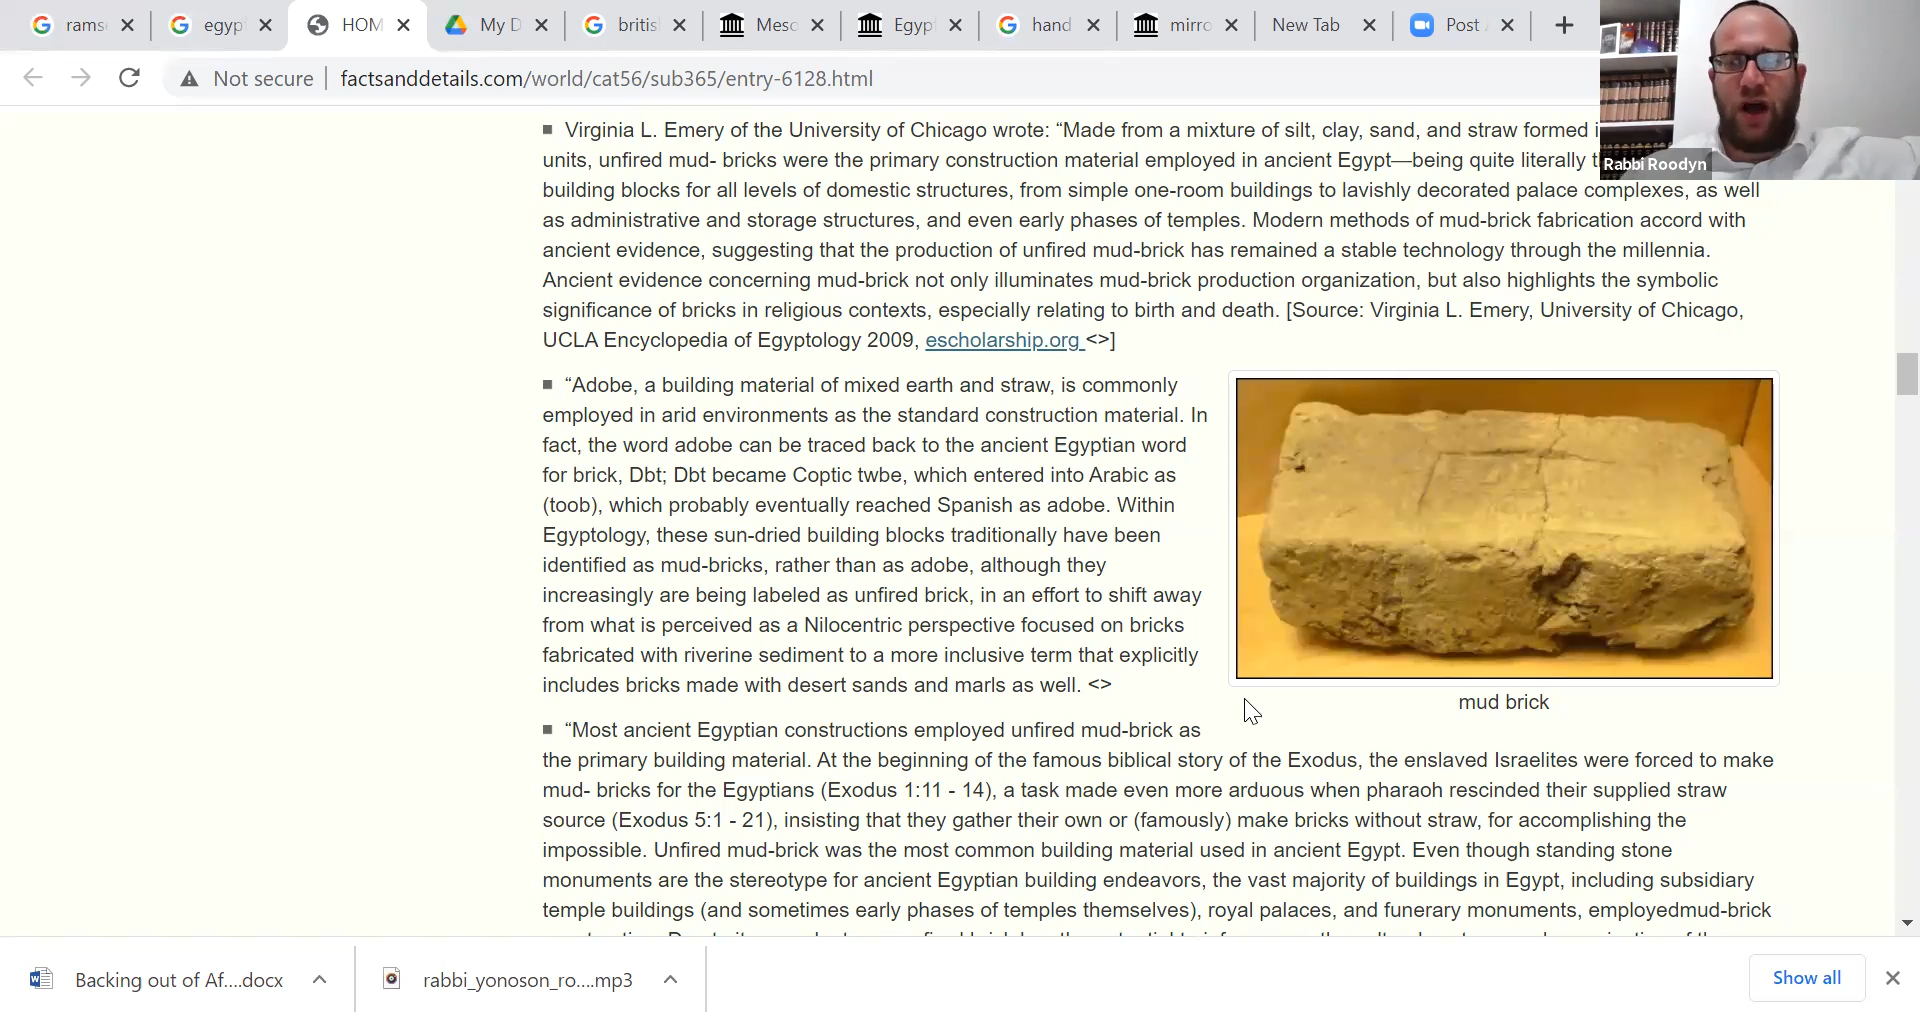 rams
egypt
HOM
My D
britis
Meso
Egyp
hand
mirro
New Tab
Post
Not secure
factsanddetails.com/world/cat56/sub365/entry-6128.html
Rabbi Roodyn
Virginia L. Emery of the University of Chicago wrote: “Made from a mixture of silt, clay, sand, and straw formed
units, unfired mud- bricks were the primary construction material employed in ancient Egypt—being quite literally
building blocks for all levels of domestic structures, from simple one-room buildings to lavishly decorated palace complexes, as well
as administrative and storage structures, and even early phases of temples. Modern methods of mud-brick fabrication accord with
ancient evidence, suggesting that the production of unfired mud-brick has remained a stable technology through the millennia.
Ancient evidence concerning mud-brick not only illuminates mud-brick production organization, but also highlights the symbolic
significance of bricks in religious contexts, especially relating to birth and death. [Source: Virginia L. Emery, University of Chicago,
UCLA Encyclopedia of Egyptology 2009, escholarship.org <>]
“Adobe, a building material of mixed earth and straw, is commonly
employed in arid environments as the standard construction material. In
fact, the word adobe can be traced back to the ancient Egyptian word
for brick, Dbt; Dbt became Coptic twbe, which entered into Arabic as
(toob), which probably eventually reached Spanish as adobe. Within
Egyptology, these sun-dried building blocks traditionally have been
identified as mud-bricks, rather than as adobe, although they
increasingly are being labeled as unfired brick, in an effort to shift away
from what is perceived as a Nilocentric perspective focused on bricks
fabricated with riverine sediment to a more inclusive term that explicitly
includes bricks made with desert sands and marls as well. <>
mud brick
“Most ancient Egyptian constructions employed unfired mud-brick as
the primary building material. At the beginning of the famous biblical story of the Exodus, the enslaved Israelites were forced to make
mud- bricks for the Egyptians (Exodus 1:11 - 14), a task made even more arduous when pharaoh rescinded their supplied straw
source (Exodus 5:1 - 21), insisting that they gather their own or (famously) make bricks without straw, for accomplishing the
impossible. Unfired mud-brick was the most common building material used in ancient Egypt. Even though standing stone
monuments are the stereotype for ancient Egyptian building endeavors, the vast majority of buildings in Egypt, including subsidiary
temple buildings (and sometimes early phases of temples themselves), royal palaces, and funerary monuments, employedmud-brick
Backing out of Af....docx
rabbi_yonoson_ro....mp3
Show all